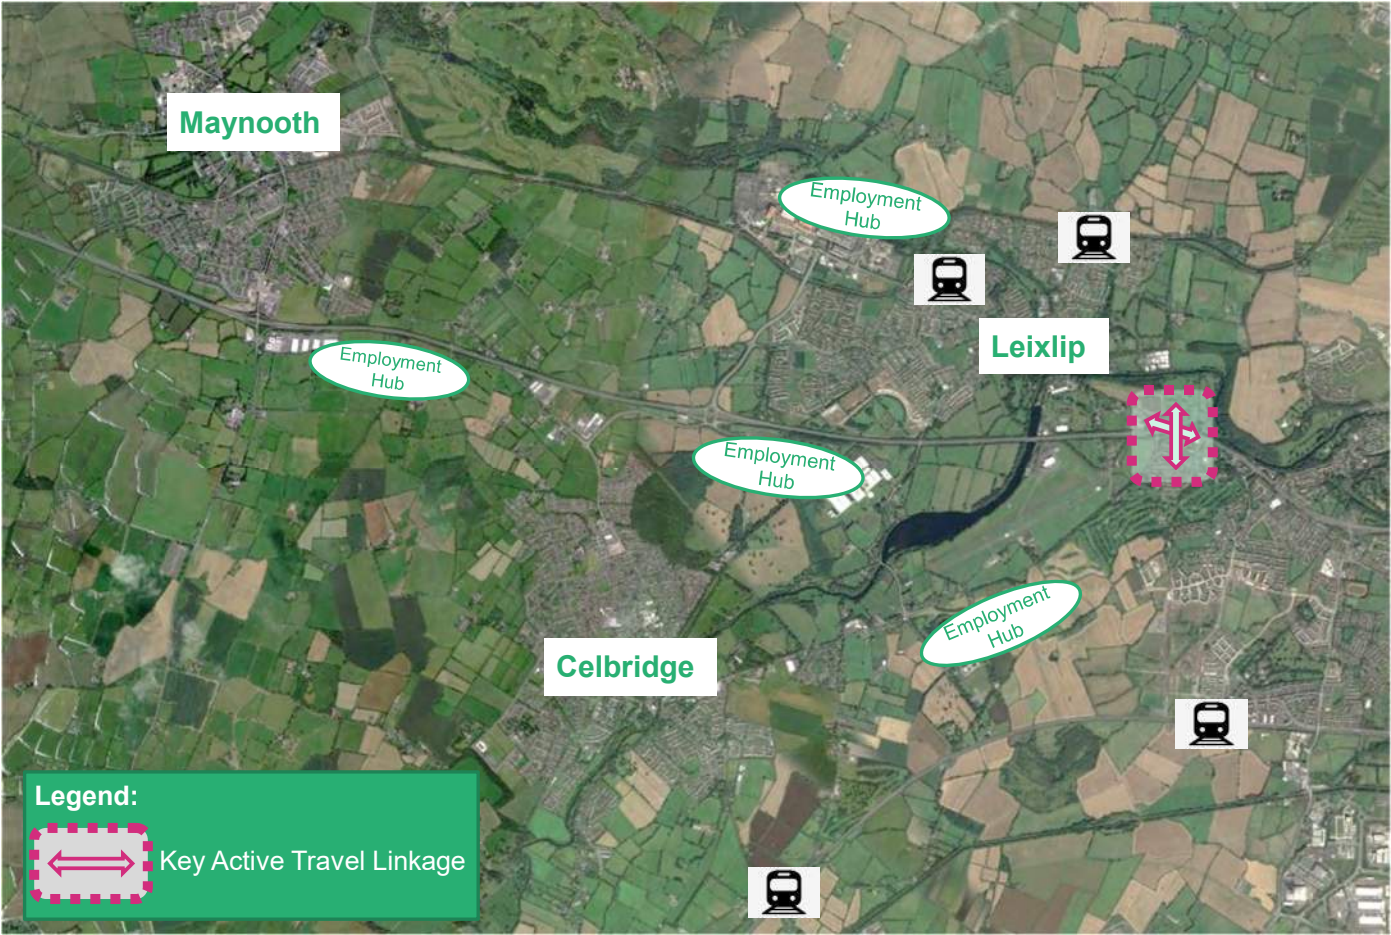 Maynooth
Employment
Hub
Leixlip
Employment
Hub
Employment
Hub
Employment
Hub
Celbridge
Legend:
Key Active Travel Linkage